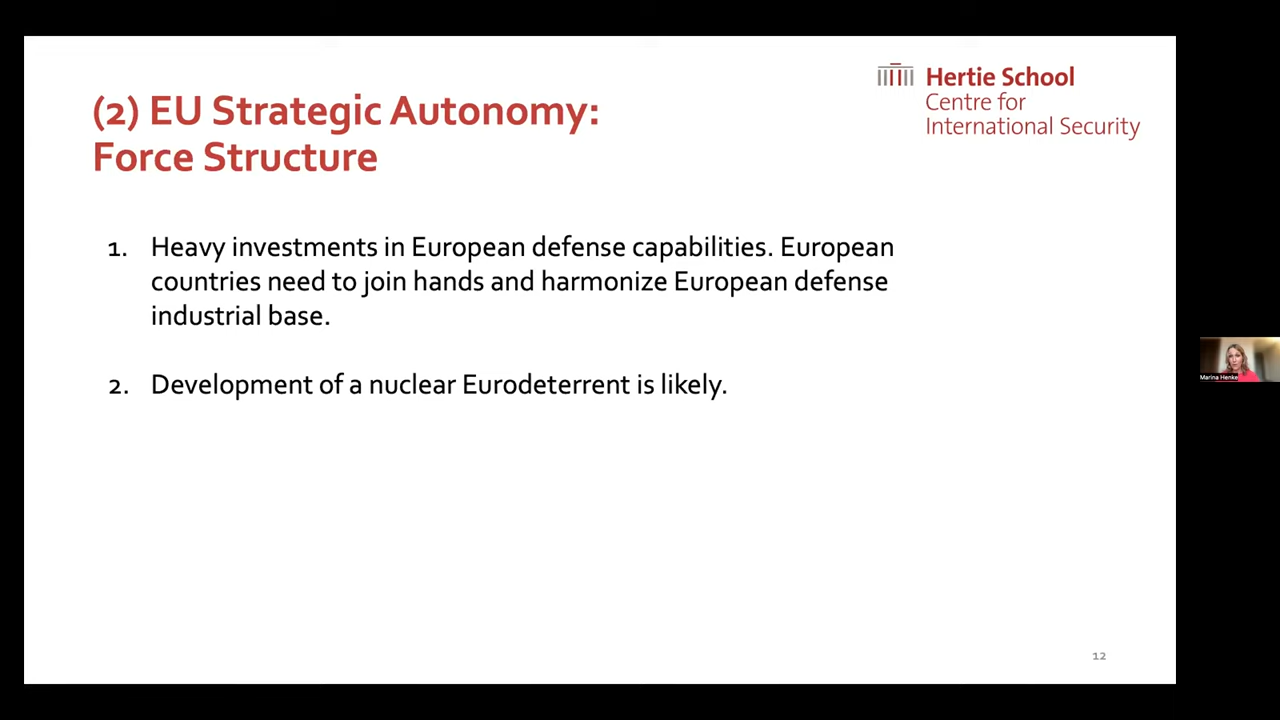 Hertie School
Centre for
International Security
(2) EU Strategic Autonomy:
Force Structure
1. Heavy investments in European defense capabilities. European
countries need to join hands and harmonize European defense
industrial base.
2. Development of a nuclear Eurodeterrent is likely.
Marina Henke
12